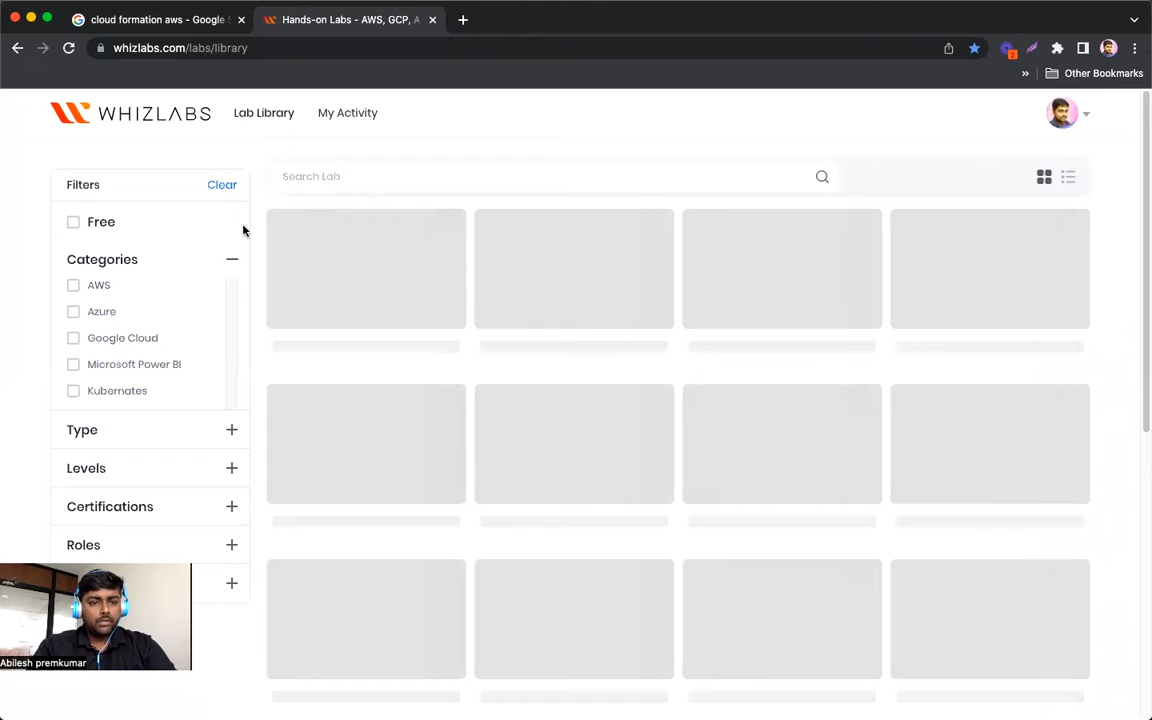 cloud formation aws - Google S
Hands-on Labs - AWS, GCP, A
whizlabs.com/labs/library
2
Other Bookmarks
WHIZLABS
Lab Library
My Activity
Filters
Clear
Search Lab
Free
Categories
AWS
Azure
Google Cloud
Microsoft Power BI
Kubernates
Type
Levels
Certifications
Roles
Abilesh premkumar